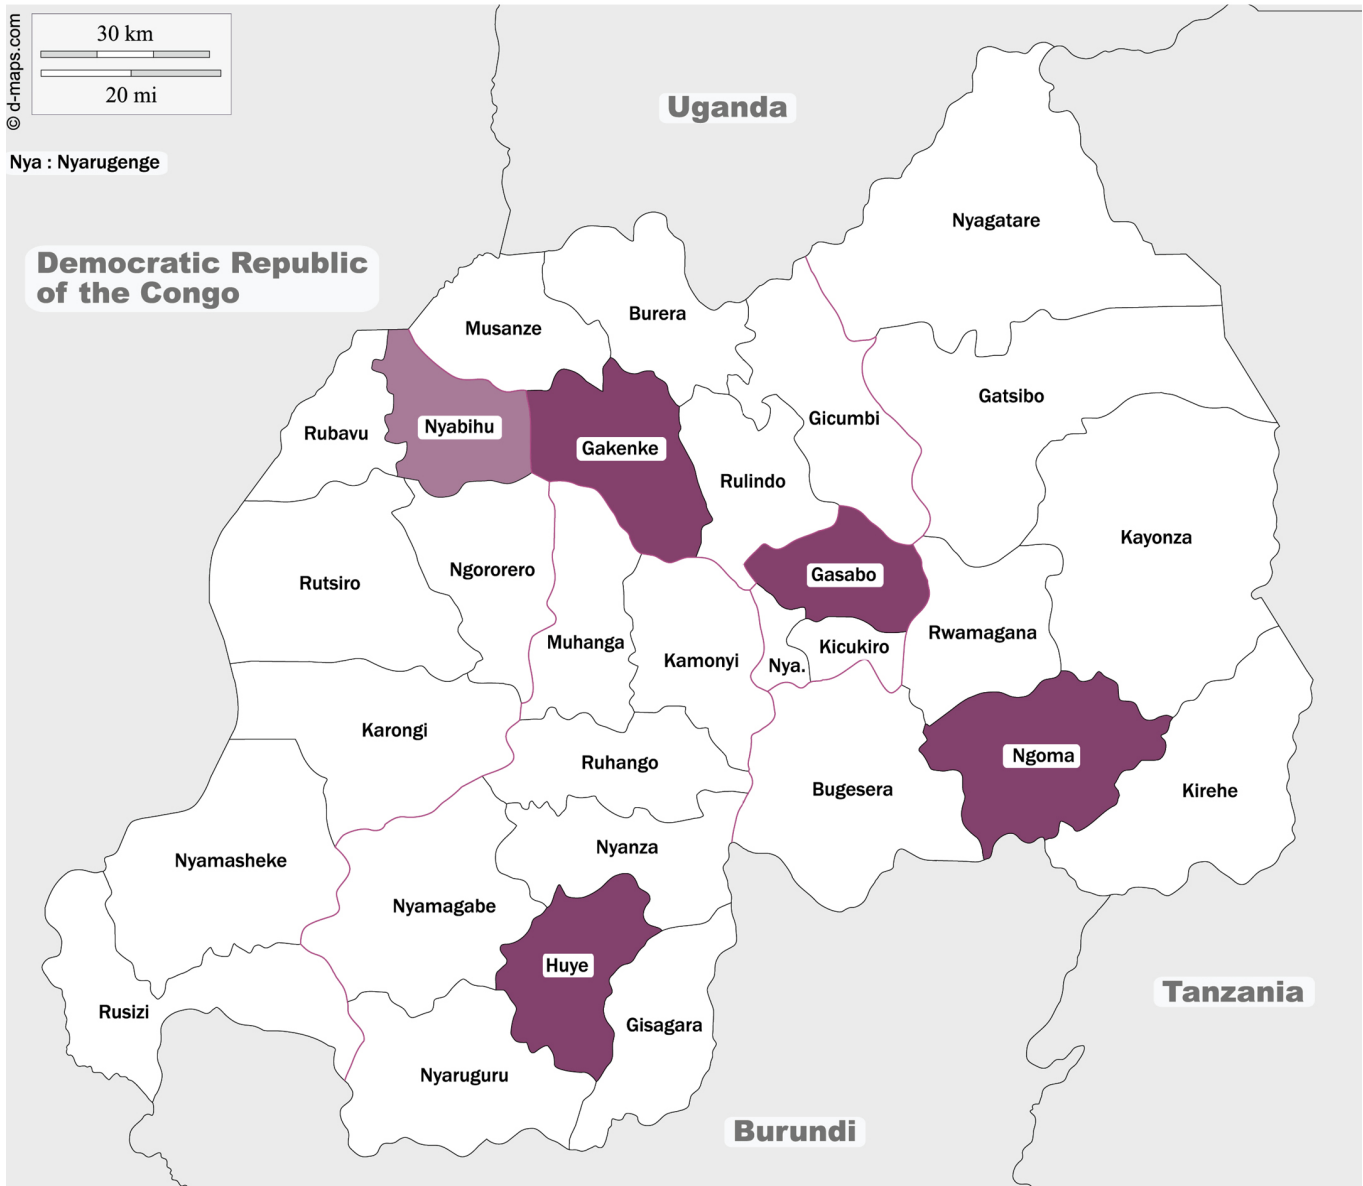 © d-maps.com
30 km
20 mi
Nya : Nyarugenge
Uganda
Democratic Republic
of the Congo
Nyagatare
Burera
Musanze
Gatsibo
Gicumbi
Nyabihu
Rubavu
Gakenke
Rulindo
Kayonza
Ngororero
Gasabo
Rutsiro
Rwamagana
Muhanga
Kicukiro
Kamonyi
Nya.
Karongi
Ngoma
Ruhango
Bugesera
Kirehe
Nyanza
Nyamasheke
Nyamagabe
Huye
Tanzania
Rusizi
Gisagara
Nyaruguru
Burundi